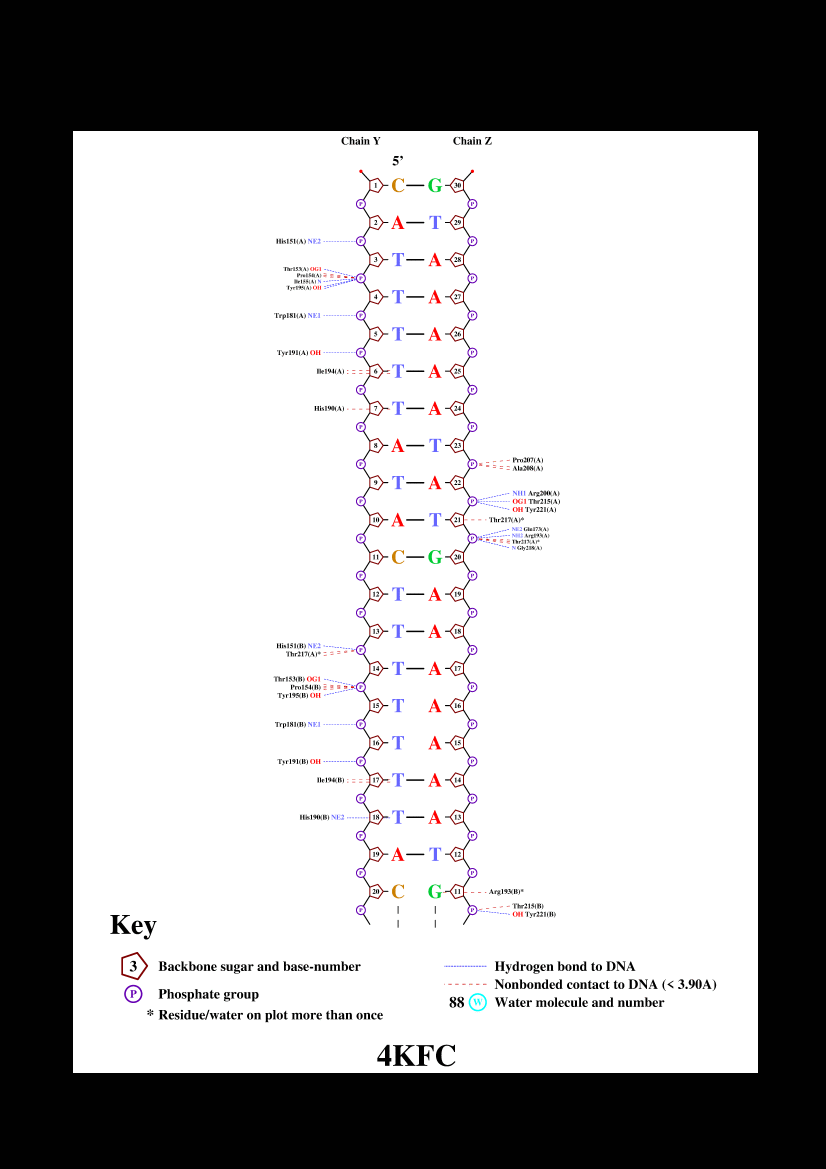 Chain Y Chain Z
5’
1 C G 30
P P
2 A T 29
His151(A) NE2 P P
3 T A 28
Thr153(A) OG1
Pro154(A)
P P
Ile155(A) N
Tyr195(A) OH
4 T A 27
Trp181(A) NE1 P P
5 T A 26
Tyr191(A) OH P P
Ile194(A) 6 T A 25
P P
His190(A) 7 T A 24
P P
8 A T 23
P P Pro207(A)
Ala208(A)
9 T A 22
NH1 Arg200(A)
P P OG1 Thr215(A)
OH Tyr221(A)
10 A T 21 Thr217(A)*
NE2 Gln173(A)
NH2 Arg193(A)
P P
Thr217(A)*
N Gly218(A)
11 C G 20
P P
12 T A 19
P P
13 T A 18
His151(B) NE2 P P
Thr217(A)*
14 T A 17
Thr153(B) OG1
Pro154(B) P P
Tyr195(B) OH
15 T A 16
Trp181(B) NE1 P P
16 T A 15
Tyr191(B) OH P P
Ile194(B) 17 T A 14
P P
His190(B) NE2 18 T A 13
P P
19 A T 12
P P
20 C G 11 Arg193(B)*
P P Thr215(B)
OH Tyr221(B)
Key
3 Backbone sugar and base-number
P Phosphate group
* Residue/water on plot more than once
Hydrogen bond to DNA
Nonbonded contact to DNA (< 3.90A)
88 W Water molecule and number
4KFC